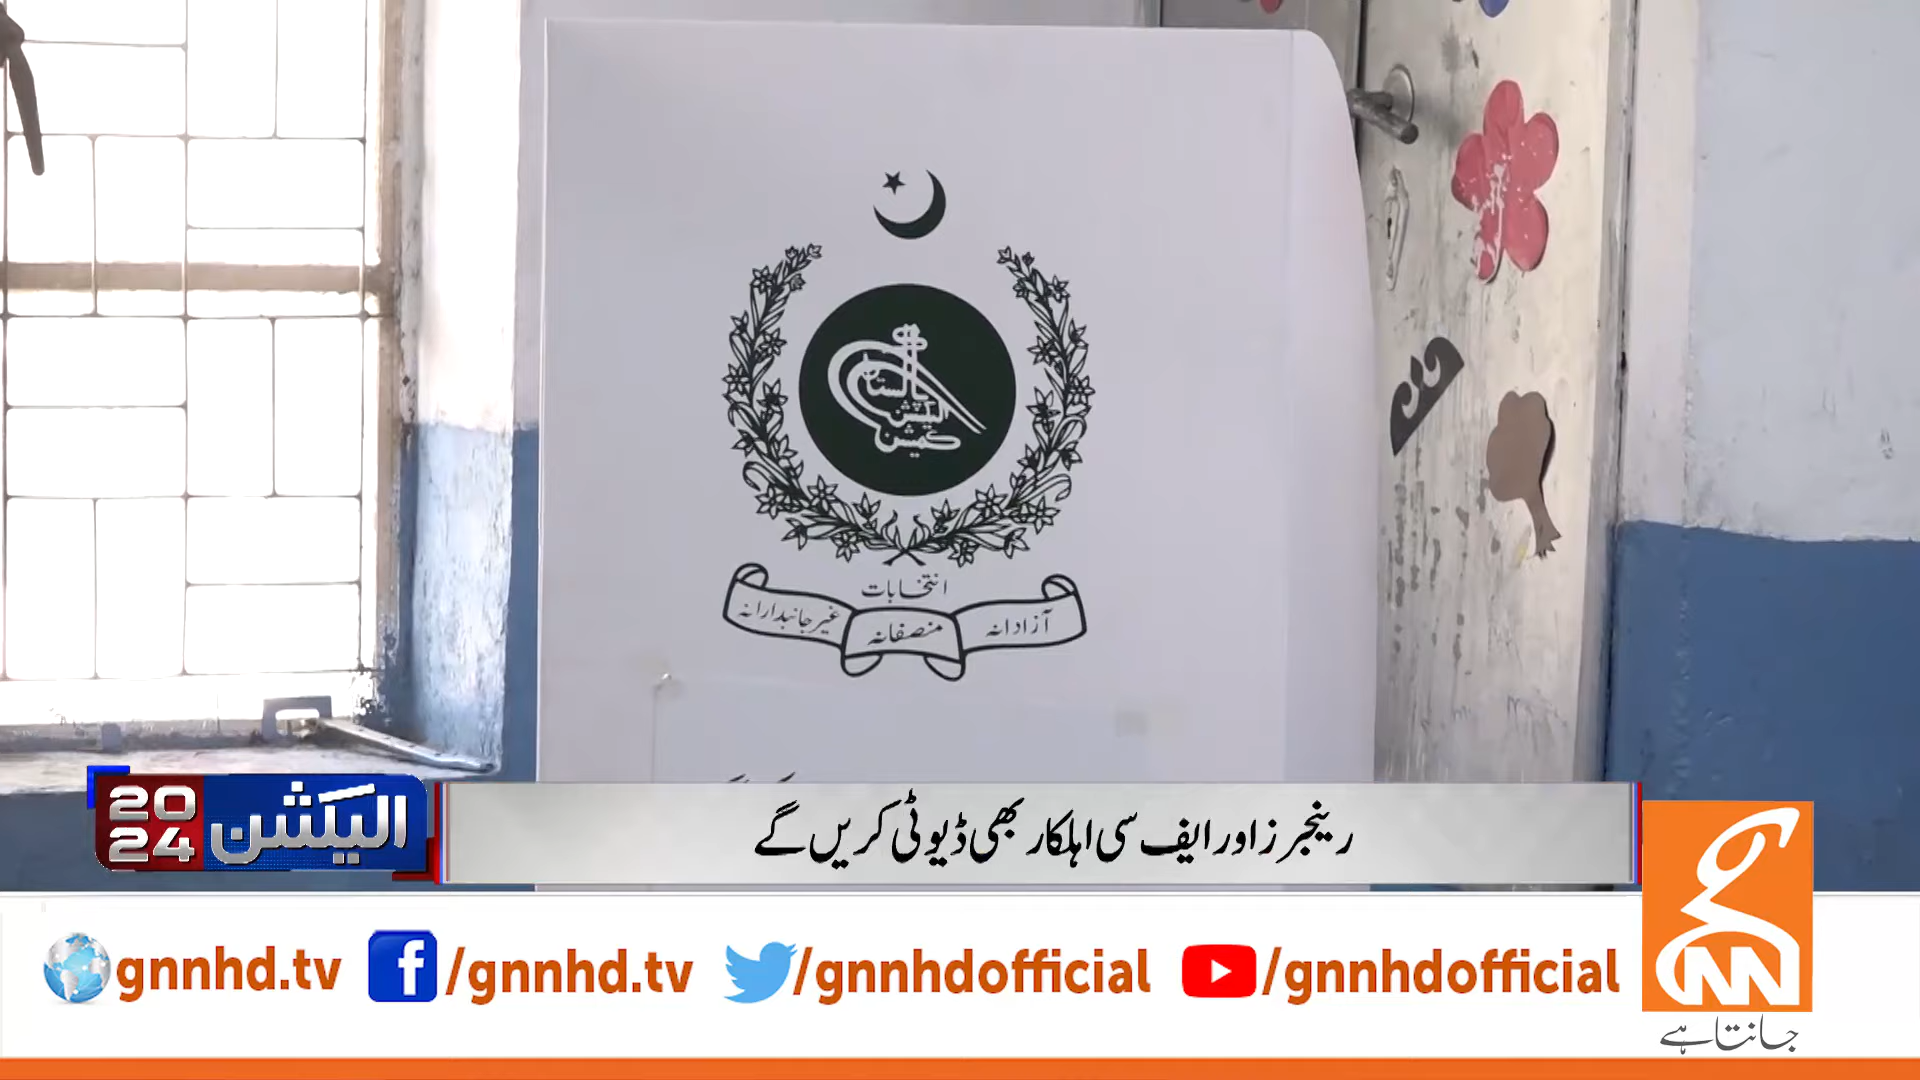 پاکستان
الیکشن
کمیشن
انتخابات
آزادانہ منصفانہ غیر جانبدارانہ
2024 الیکشن
رینجرز اور ایف سی اہلکار بھی ڈیوٹی کریں گے
gnnhd.tv /gnnhd.tv /gnnhdofficial /gnnhdofficial
GNN
جانتا ہے